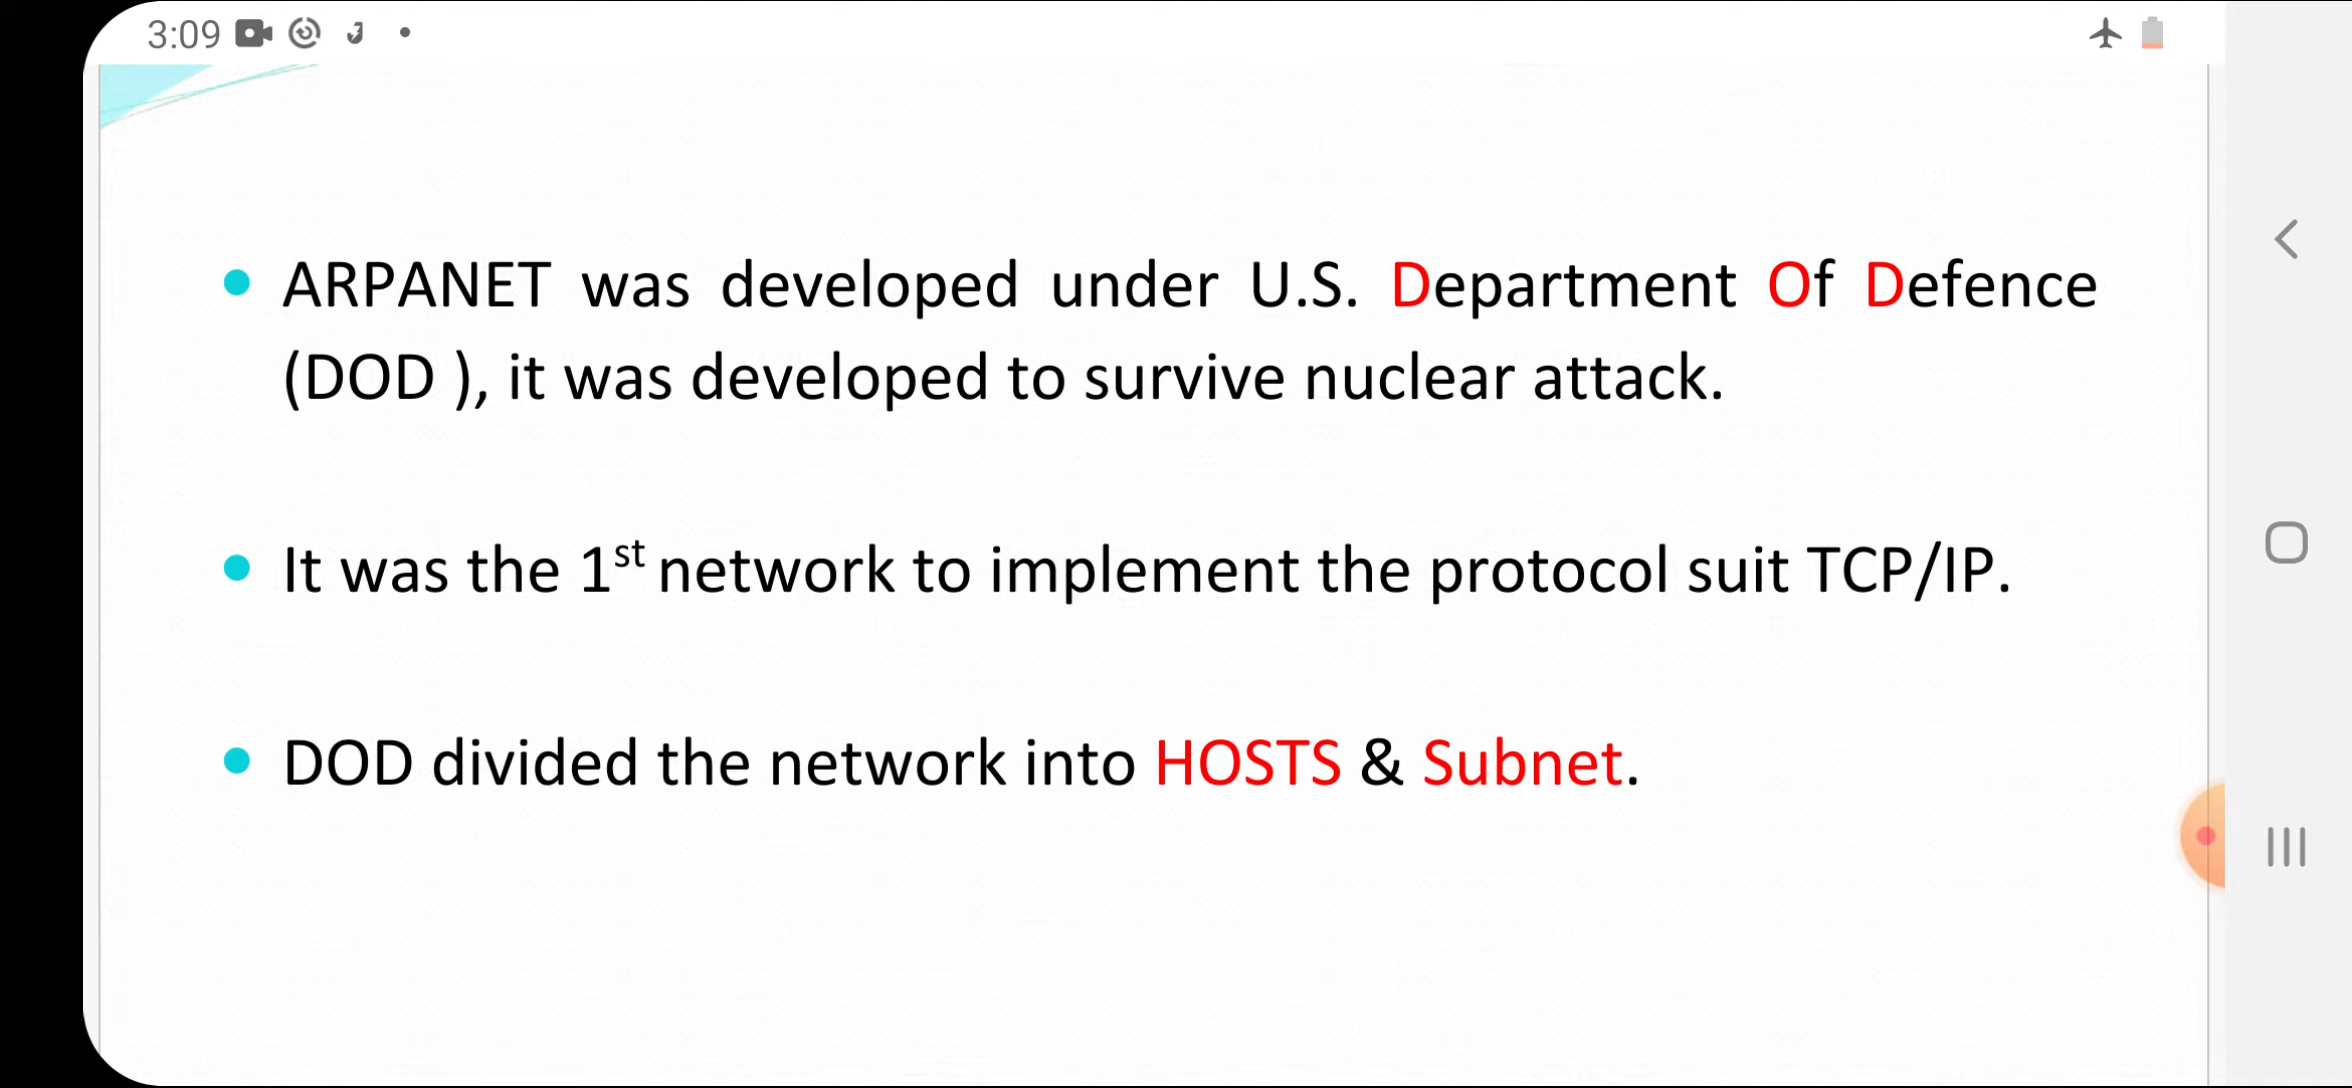 3:09
• ARPANET was developed under U.S. Department Of Defence
(DOD ), it was developed to survive nuclear attack.
• It was the 1st network to implement the protocol suit TCP/IP.
• DOD divided the network into HOSTS & Subnet.